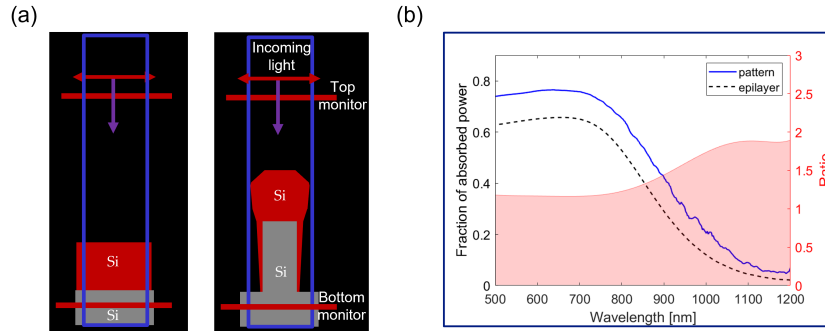 (a)
(b)
Incoming
light
Top
monitor
Si
Si
Si
Si
Bottom
monitor
pattern
epilayer
Fraction of absorbed power
0.8
0.6
0.4
0.2
0
3
2.5
2
1.5
1
0.5
0
Ratio
500 600 700 800 900 1000 1100 1200
Wavelength [nm]